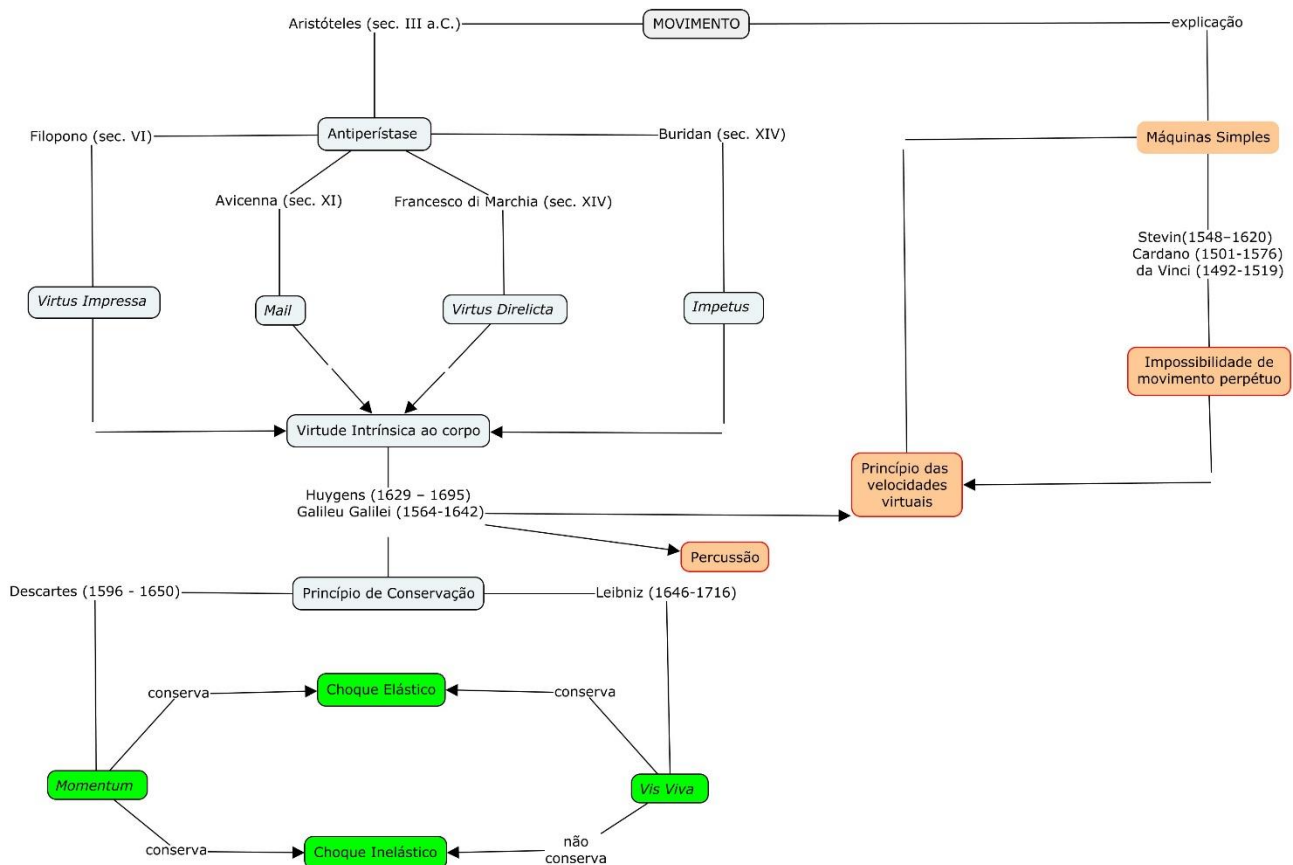 Aristóteles (sec. III a.C.)
MOVIMENTO
explicação
Filopono (sec. VI)
Antiperístase
Buridan (sec. XIV)
Máquinas Simples
Avicenna (sec. XI)
Francesco di Marchia (sec. XIV)
Stevin(1548–1620)
Cardano (1501-1576)
da Vinci (1492-1519)
Virtus Impressa
Mail
Virtus Direlicta
Impetus
Impossibilidade de
movimento perpétuo
Virtude Intrínsica ao corpo
Princípio das
velocidades
virtuais
Huygens (1629 – 1695)
Galileu Galilei (1564-1642)
Percussão
Descartes (1596 - 1650)
Princípio de Conservação
Leibniz (1646-1716)
conserva
Choque Elástico
conserva
Momentum
Vis Viva
conserva
Choque Inelástico
não
conserva